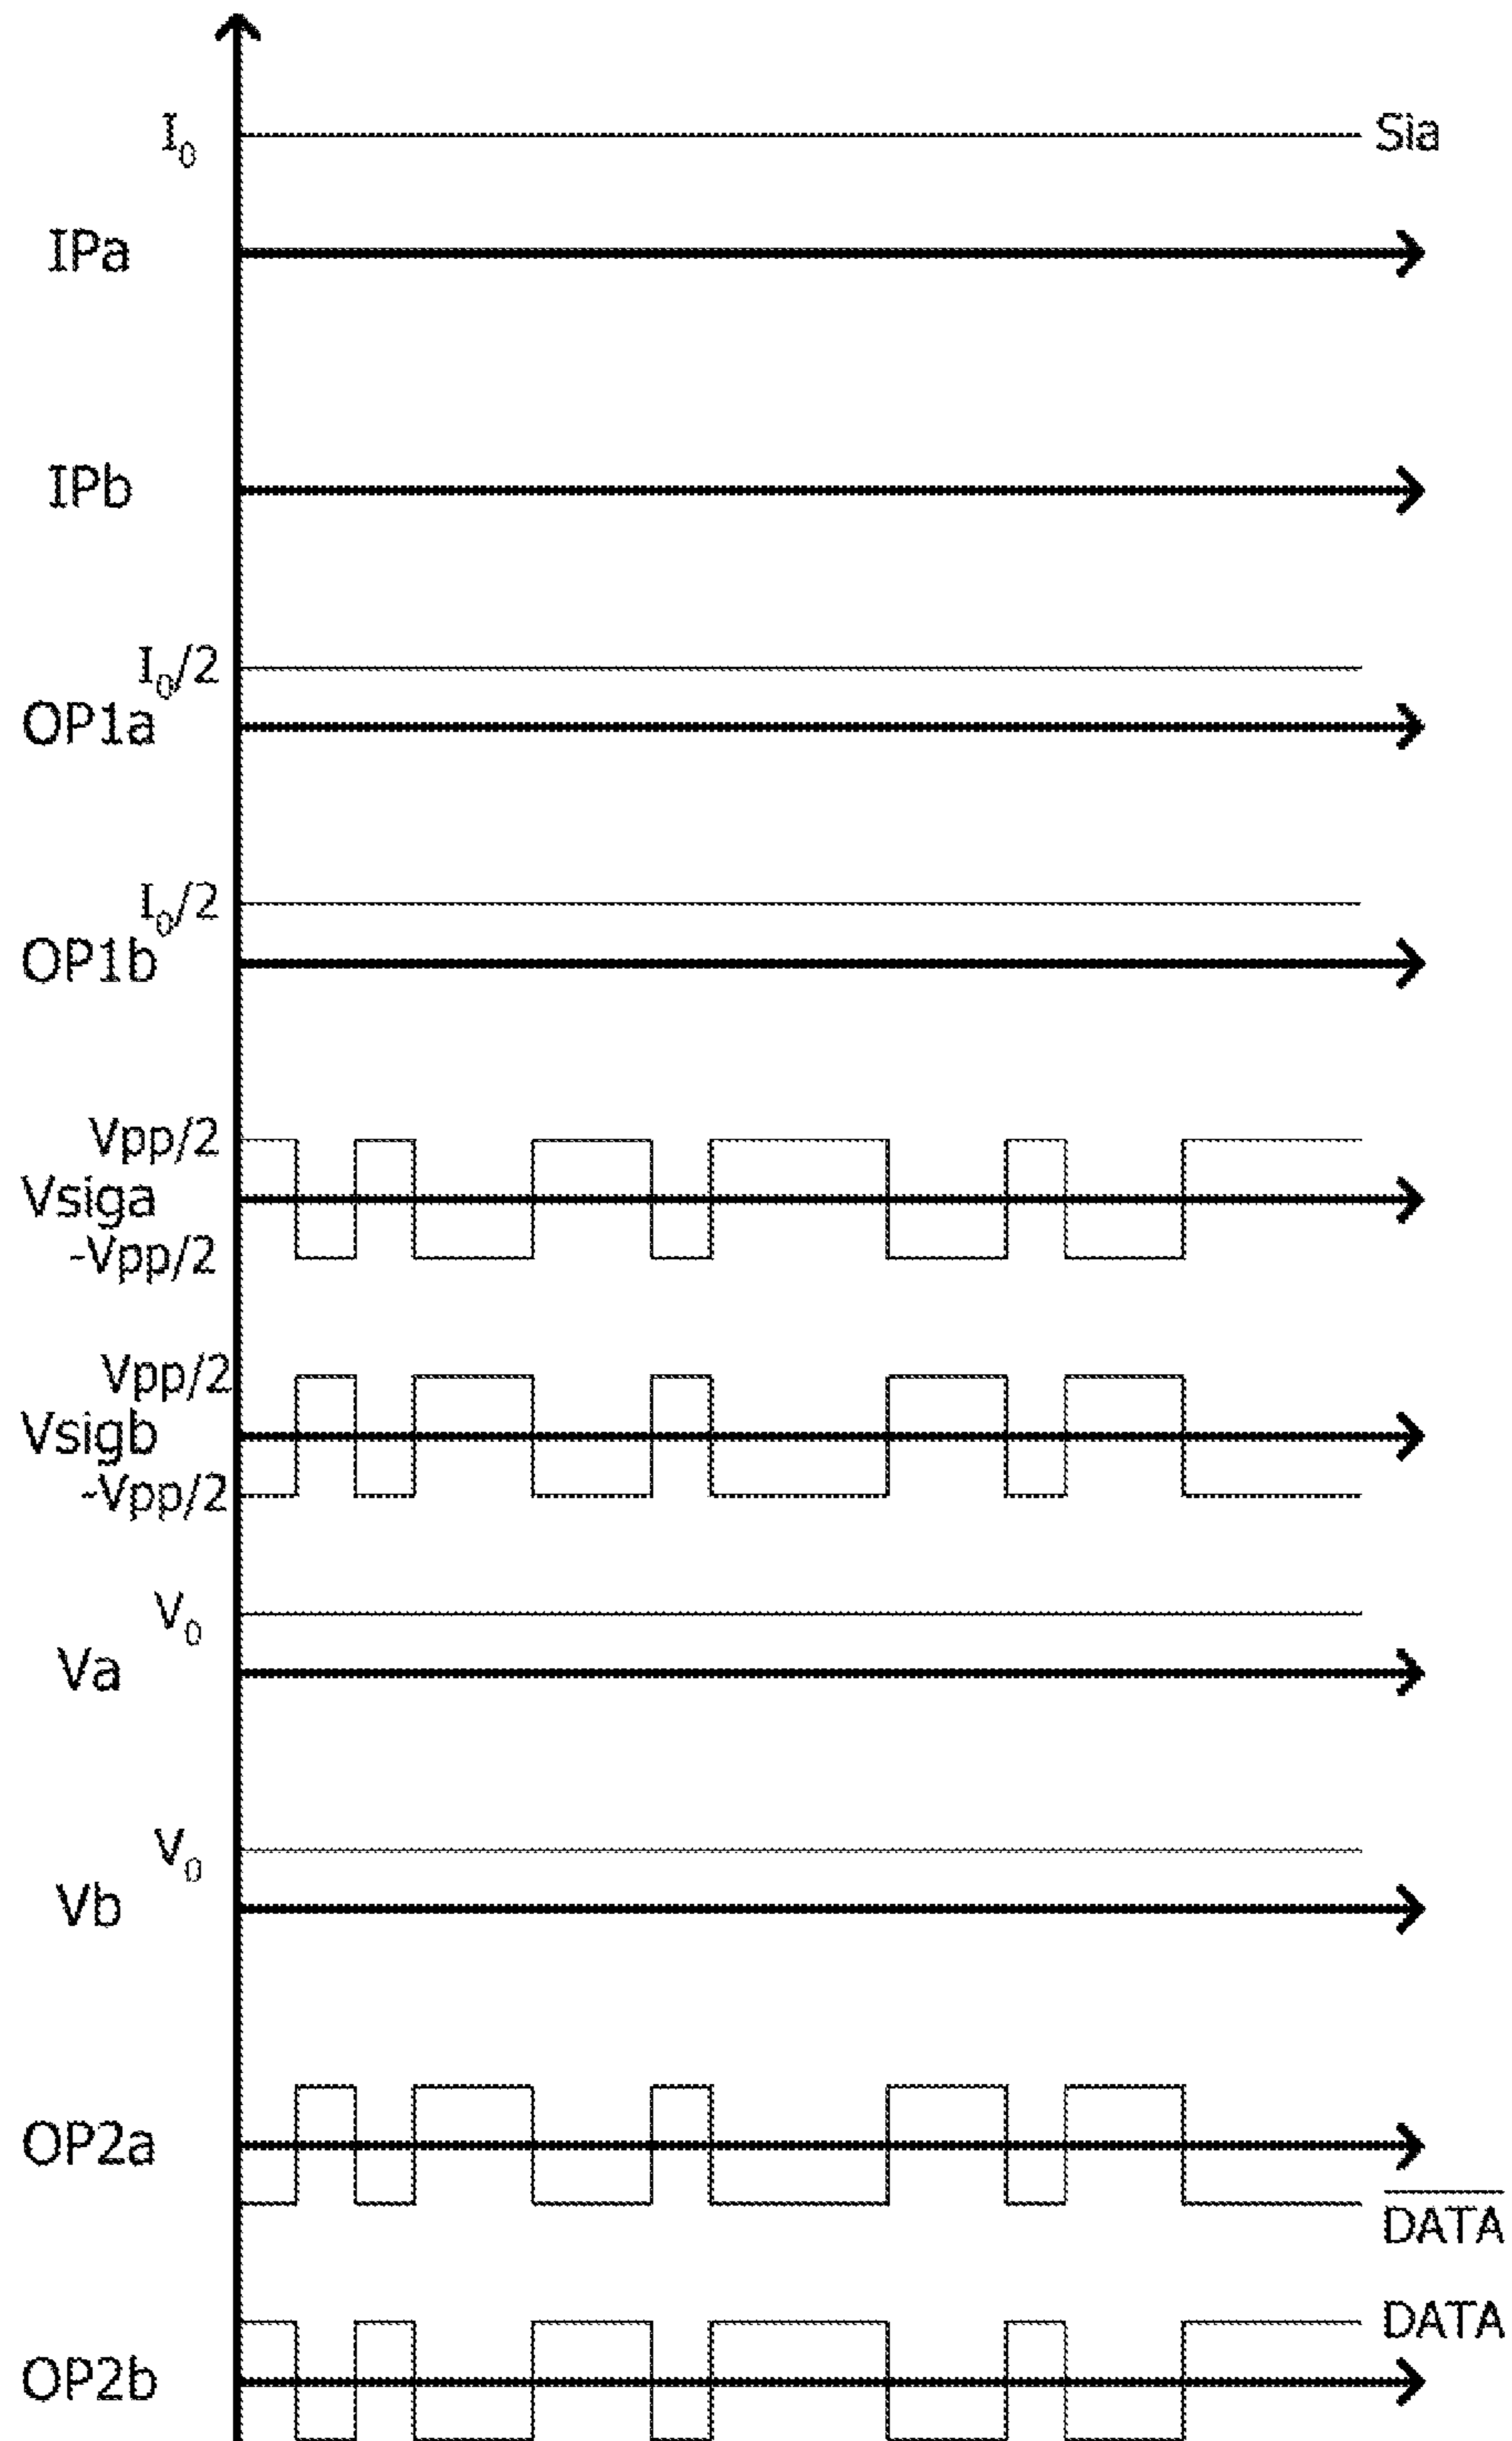 I₀
Sia
IPa
IPb
I₀/2
OP1a
I₀/2
OP1b
Vpp/2
Vsiga
-Vpp/2
Vpp/2
Vsigb
-Vpp/2
V₀
Va
V₀
Vb
OP2a
D̅A̅T̅A̅
DATA
OP2b